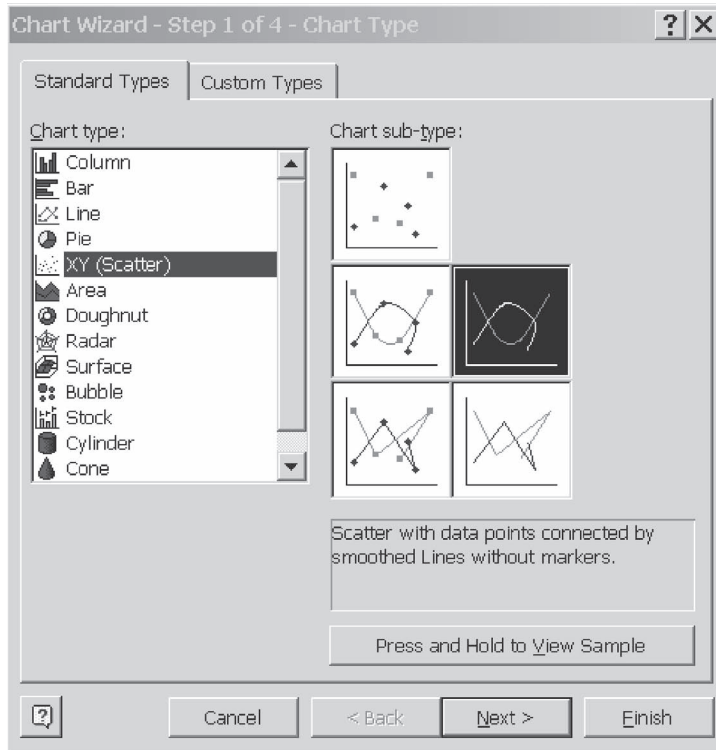 Chart Wizard - Step 1 of 4 - Chart Type
Standard Types
Custom Types
Chart type:
Column
Bar
Line
Pie
XY (Scatter)
Area
Doughnut
Radar
Surface
Bubble
Stock
Cylinder
Cone
Chart sub-type:
Scatter with data points connected by
smoothed Lines without markers.
Press and Hold to View Sample
Cancel
< Back
Next >
Finish